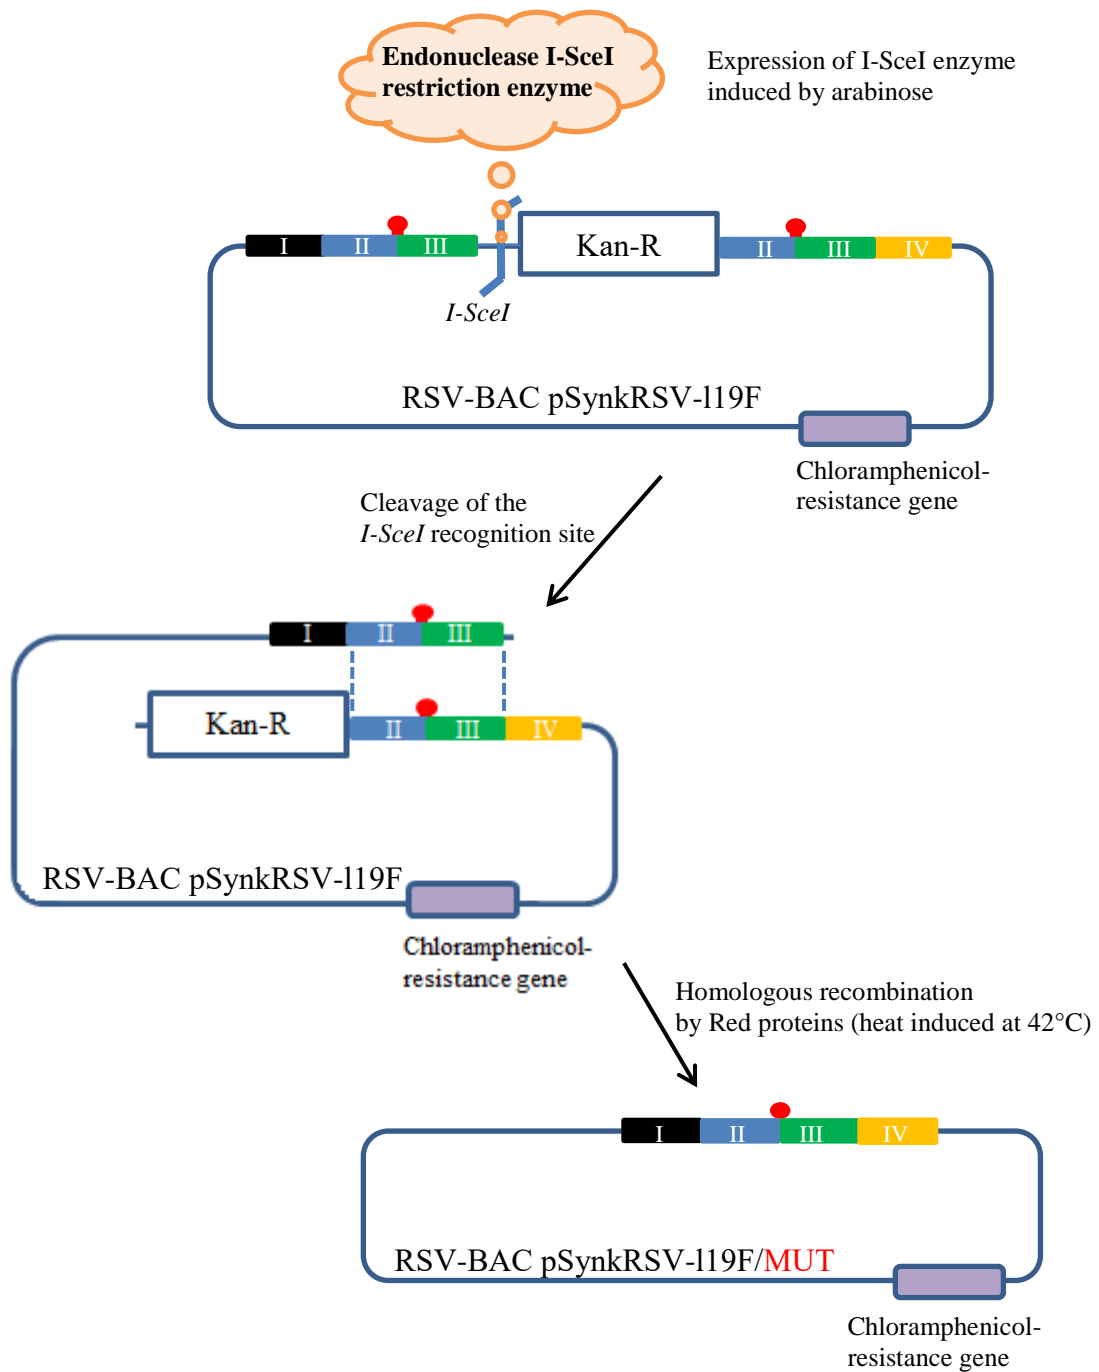 Endonuclease I-SceI
restriction enzyme
Expression of I-SceI enzyme
induced by arabinose
I II III Kan-R II III IV
I-SceI
RSV-BAC pSynkRSV-l19F
Chloramphenicol-
resistance gene
Cleavage of the
I-SceI recognition site
I II III
Kan-R II III IV
RSV-BAC pSynkRSV-l19F
Chloramphenicol-
resistance gene
Homologous recombination
by Red proteins (heat induced at 42°C)
I II III IV
RSV-BAC pSynkRSV-l19F/MUT
Chloramphenicol-
resistance gene